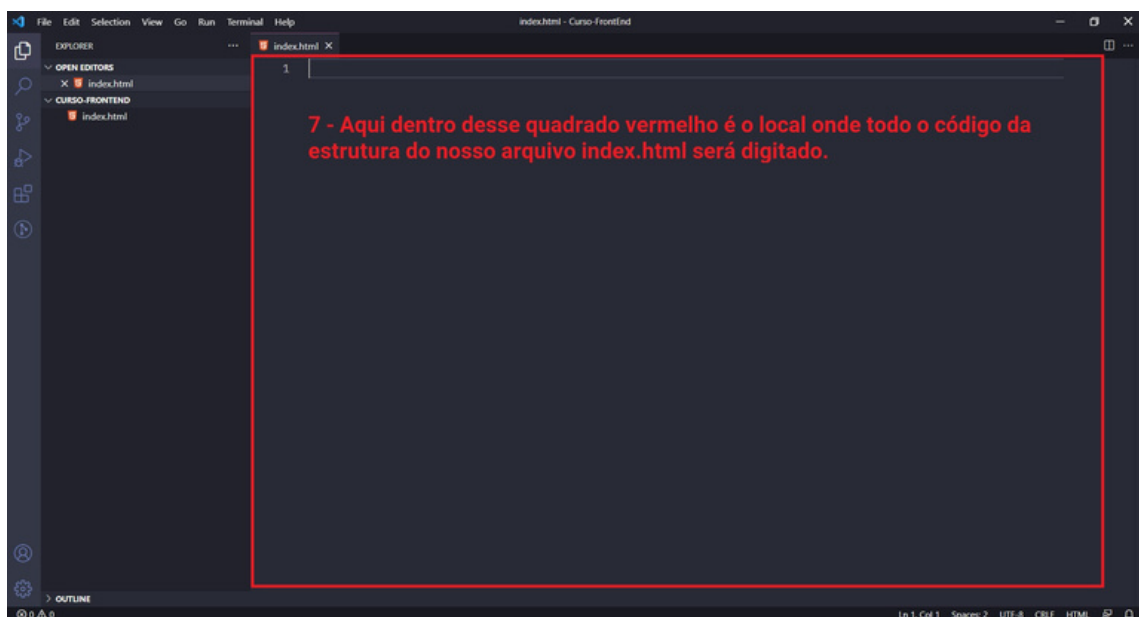 File Edit Selection View Go Run Terminal Help
index.html - Curso-FrontEnd
EXPLORER
index.html
OPEN EDITORS
index.html
CURSO-FRONTEND
index.html
1
7 - Aqui dentro desse quadrado vermelho é o local onde todo o código da
estrutura do nosso arquivo index.html será digitado.
OUTLINE
0 0
Ln 1, Col 1 Spaces: 2 UTF-8 CRLF HTML